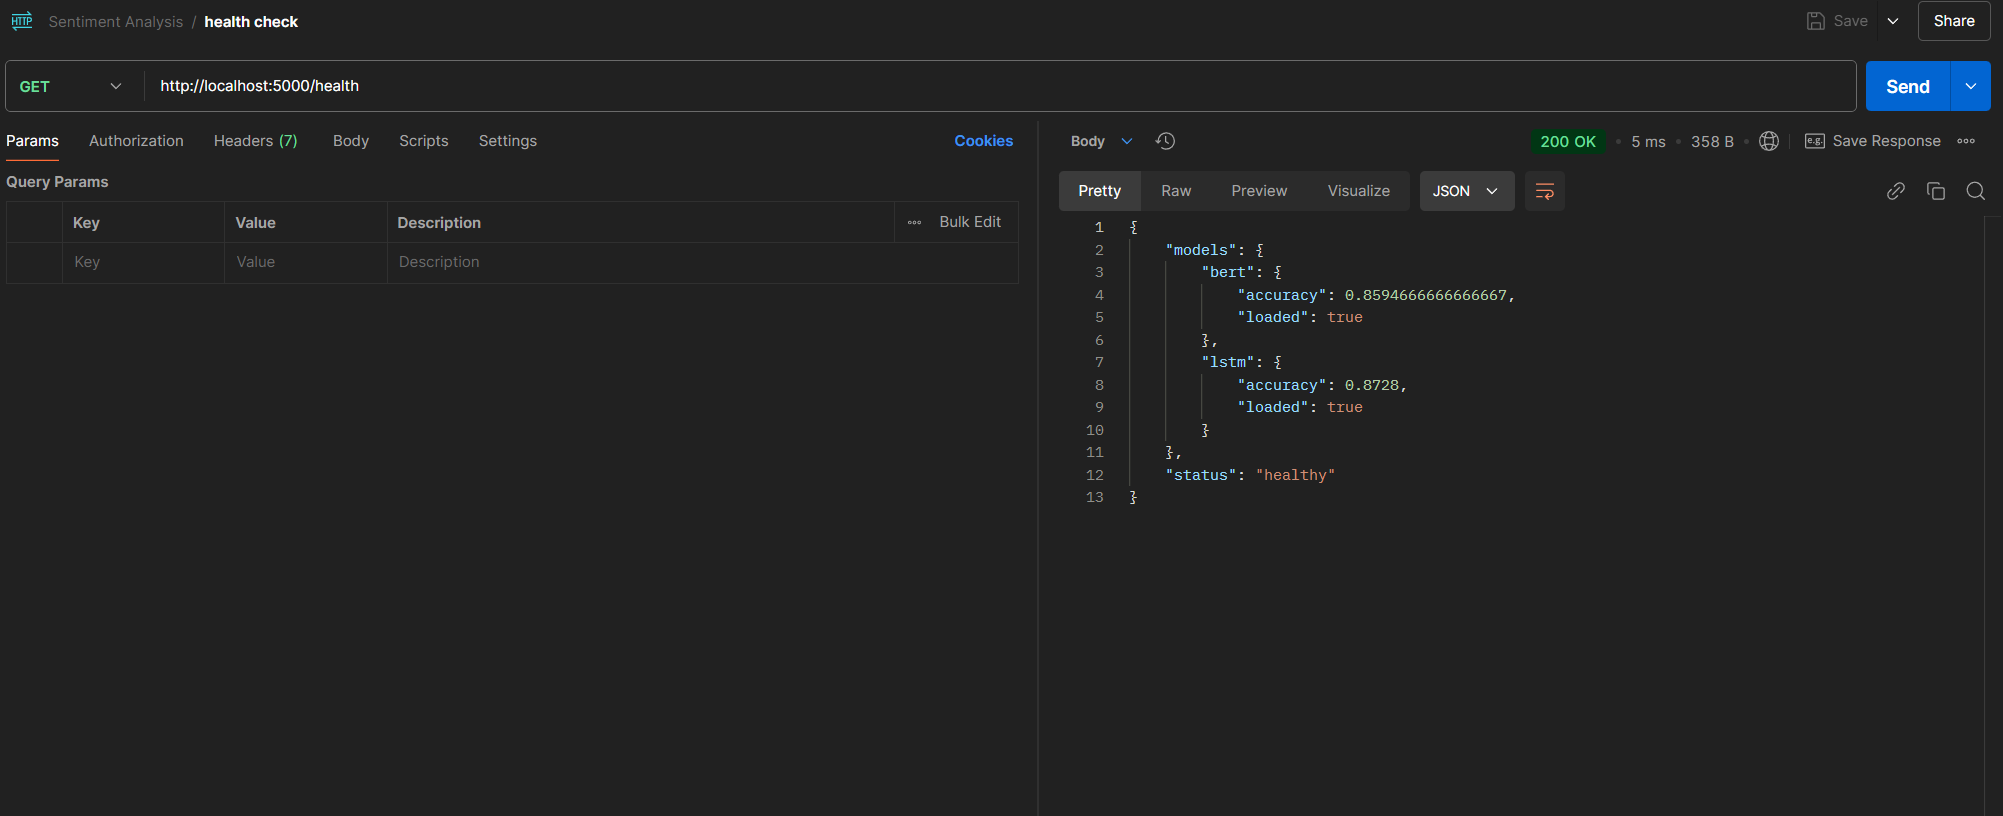 HTTP Sentiment Analysis / health check
Save
Share
GET
http://localhost:5000/health
Send
Params Authorization Headers (7) Body Scripts Settings
Cookies
Query Params
Key Value Description Bulk Edit
Key Value Description
Body
200 OK • 5 ms • 358 B •
e.g. Save Response
Pretty Raw Preview Visualize JSON
1 {
2 "models": {
3 "bert": {
4 "accuracy": 0.8594666666666667,
5 "loaded": true
6 },
7 "lstm": {
8 "accuracy": 0.8728,
9 "loaded": true
10 }
11 },
12 "status": "healthy"
13 }